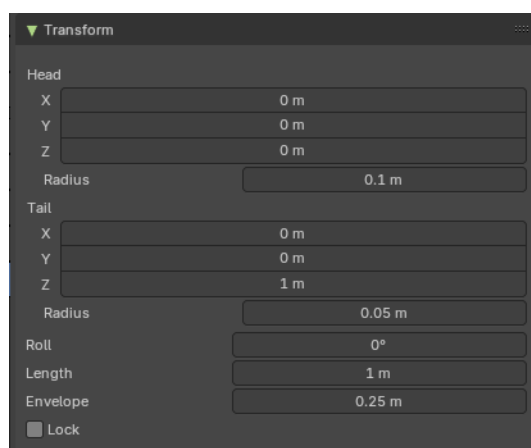 Transform
Head
X 0 m
Y 0 m
Z 0 m
Radius 0.1 m
Tail
X 0 m
Y 0 m
Z 1 m
Radius 0.05 m
Roll 0°
Length 1 m
Envelope 0.25 m
Lock